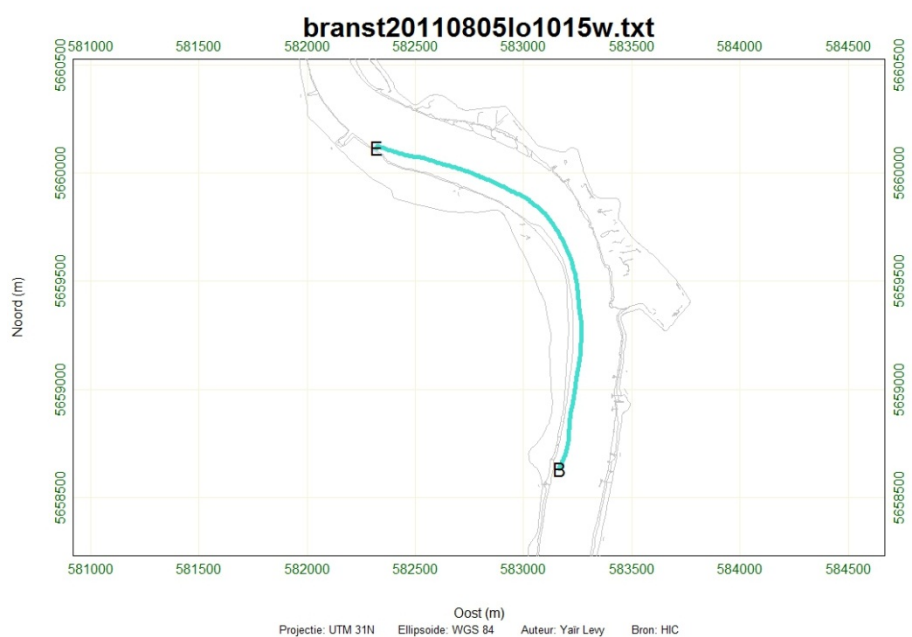 branst20110805lo1015w.txt
581000 581500 582000 582500 583000 583500 584000 584500
5660500 5660500
E
5660000 5660000
5659500 5659500
Noord (m)
5659000 5659000
B
5658500 5658500
581000 581500 582000 582500 583000 583500 584000 584500
Oost (m)
Projectie: UTM 31N Ellipsoide: WGS 84 Auteur: Yaïr Levy Bron: HIC